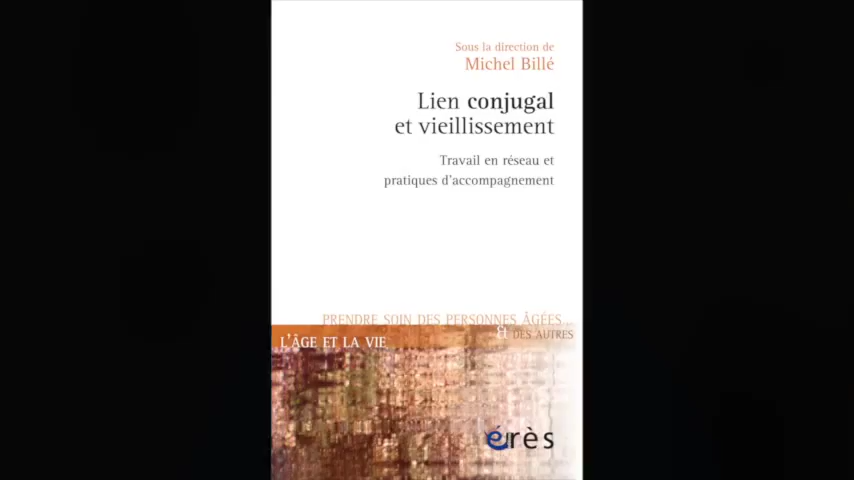 Sous la direction de
Michel Billé
Lien conjugal
et vieillissement
Travail en réseau et
pratiques d'accompagnement
PRENDRE SOIN DES PERSONNES ÂGÉES...
& DES AUTRES
L'ÂGE ET LA VIE
érès